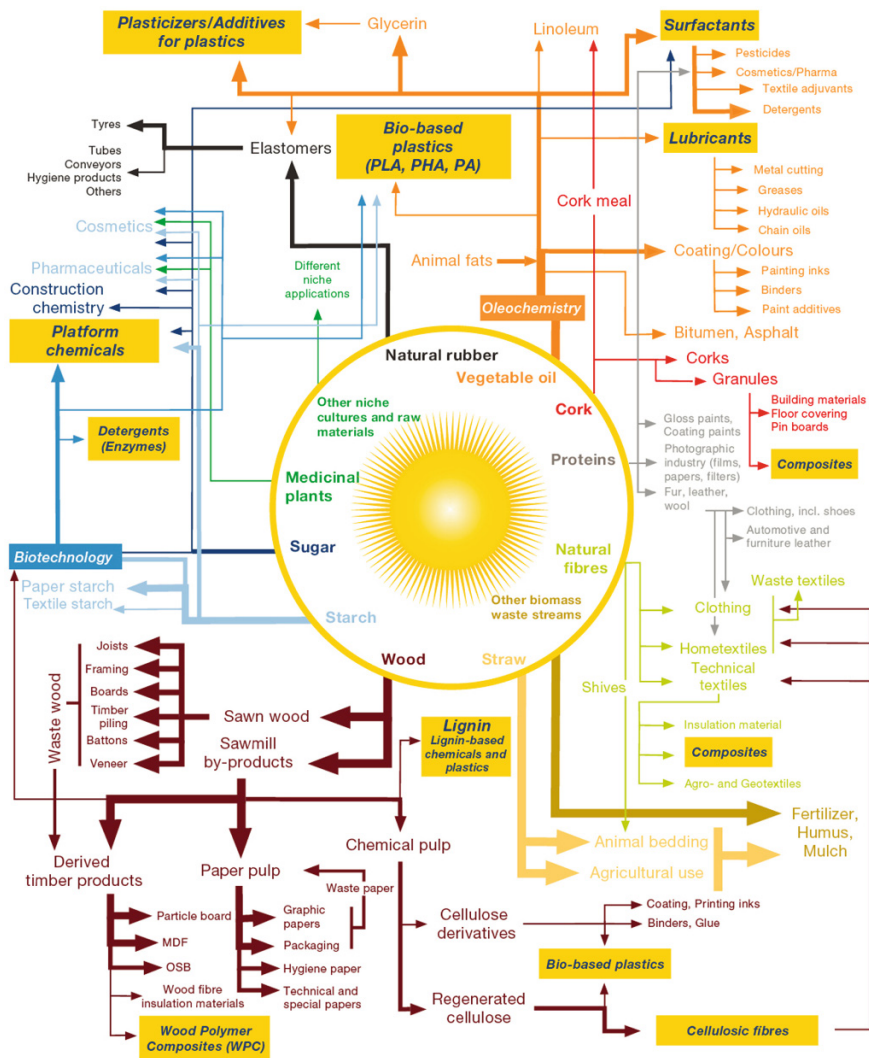 Plasticizers/Additives
for plastics
Glycerin
Linoleum
Surfactants
Pesticides
Cosmetics/Pharma
Textile adjuvants
Detergents
Tyres
Tubes
Conveyors
Hygiene products
Others
Elastomers
Bio-based
plastics
(PLA, PHA, PA)
Lubricants
Metal cutting
Greases
Hydraulic oils
Chain oils
Cork meal
Cosmetics
Pharmaceuticals
Construction
chemistry
Different
niche
applications
Animal fats
Coating/Colours
Painting inks
Binders
Paint additives
Oleochemistry
Platform
chemicals
Bitumen, Asphalt
Natural rubber
Vegetable oil
Cork
Corks
Granules
Building materials
Floor covering
Pin boards
Composites
Other niche
cultures and raw
materials
Detergents
(Enzymes)
Proteins
Gloss paints,
Coating paints
Photographic
industry (films,
papers, filters)
Fur, leather,
wool
Medicinal
plants
Clothing, incl. shoes
Automotive and
furniture leather
Biotechnology
Sugar
Natural
fibres
Paper starch
Textile starch
Starch
Other biomass
waste streams
Waste textiles
Clothing
Hometextiles
Technical
textiles
Wood
Straw
Shives
Joists
Framing
Boards
Timber
piling
Battons
Veneer
Waste wood
Sawn wood
Sawmill
by-products
Lignin
Lignin-based
chemicals and
plastics
Insulation material
Composites
Agro- and Geotextiles
Fertilizer,
Humus,
Mulch
Animal bedding
Agricultural use
Derived
timber products
Paper pulp
Chemical pulp
Waste paper
Particle board
MDF
OSB
Wood fibre
insulation materials
Wood Polymer
Composites (WPC)
Graphic
papers
Packaging
Hygiene paper
Technical and
special papers
Cellulose
derivatives
Coating, Printing inks
Binders, Glue
Bio-based plastics
Regenerated
cellulose
Cellulosic fibres